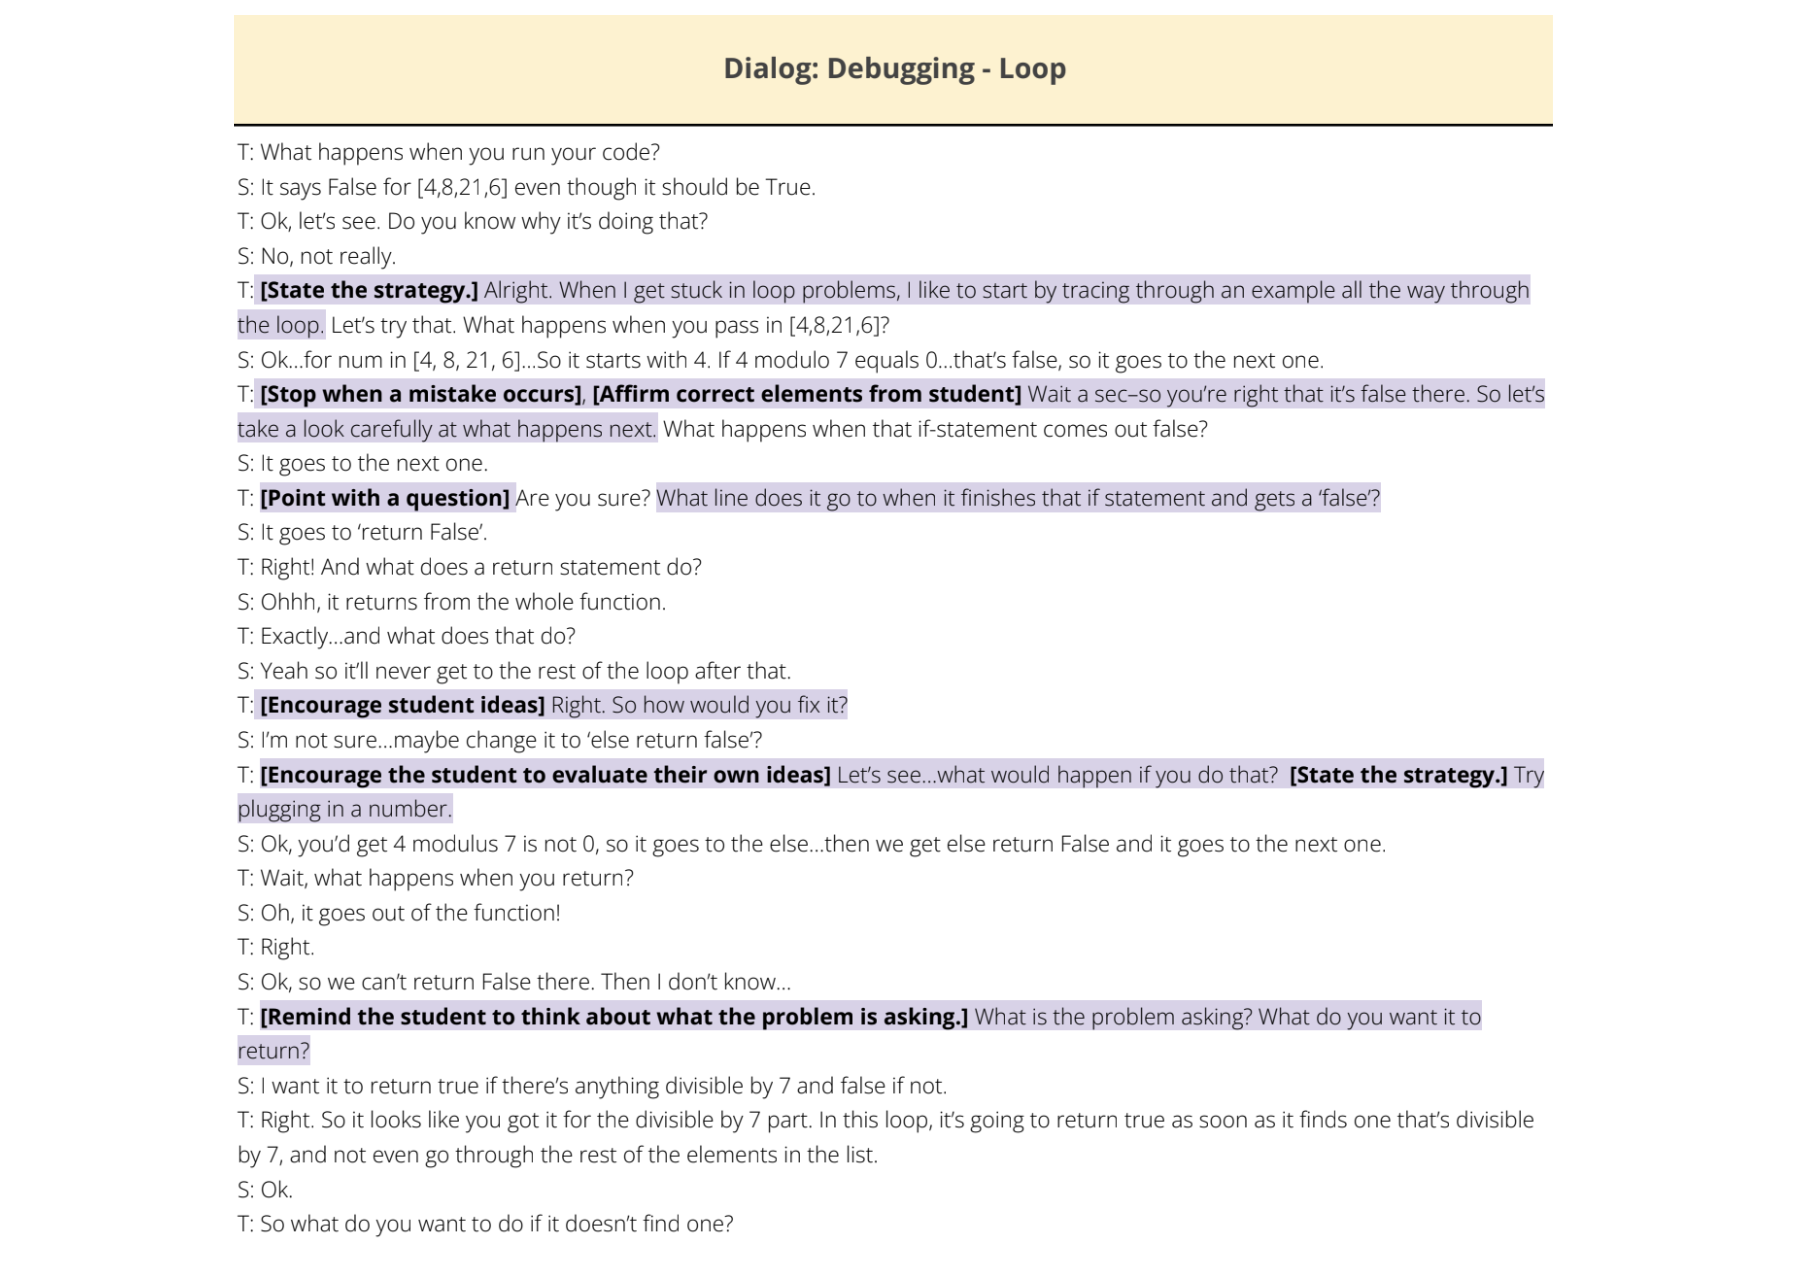 Dialog: Debugging - Loop
T: What happens when you run your code?
S: It says False for [4,8,21,6] even though it should be True.
T: Ok, let’s see. Do you know why it’s doing that?
S: No, not really.
T: [State the strategy.] Alright. When I get stuck in loop problems, I like to start by tracing through an example all the way through
the loop. Let’s try that. What happens when you pass in [4,8,21,6]?
S: Ok…for num in [4, 8, 21, 6]…So it starts with 4. If 4 modulo 7 equals 0…that’s false, so it goes to the next one.
T: [Stop when a mistake occurs], [Affirm correct elements from student] Wait a sec–so you’re right that it’s false there. So let’s
take a look carefully at what happens next. What happens when that if-statement comes out false?
S: It goes to the next one.
T: [Point with a question] Are you sure? What line does it go to when it finishes that if statement and gets a ‘false’?
S: It goes to ‘return False’.
T: Right! And what does a return statement do?
S: Ohhh, it returns from the whole function.
T: Exactly…and what does that do?
S: Yeah so it’ll never get to the rest of the loop after that.
T: [Encourage student ideas] Right. So how would you fix it?
S: I’m not sure…maybe change it to ‘else return false’?
T: [Encourage the student to evaluate their own ideas] Let’s see…what would happen if you do that? [State the strategy.] Try
plugging in a number.
S: Ok, you’d get 4 modulus 7 is not 0, so it goes to the else…then we get else return False and it goes to the next one.
T: Wait, what happens when you return?
S: Oh, it goes out of the function!
T: Right.
S: Ok, so we can’t return False there. Then I don’t know…
T: [Remind the student to think about what the problem is asking.] What is the problem asking? What do you want it to
return?
S: I want it to return true if there’s anything divisible by 7 and false if not.
T: Right. So it looks like you got it for the divisible by 7 part. In this loop, it’s going to return true as soon as it finds one that’s divisible
by 7, and not even go through the rest of the elements in the list.
S: Ok.
T: So what do you want to do if it doesn’t find one?